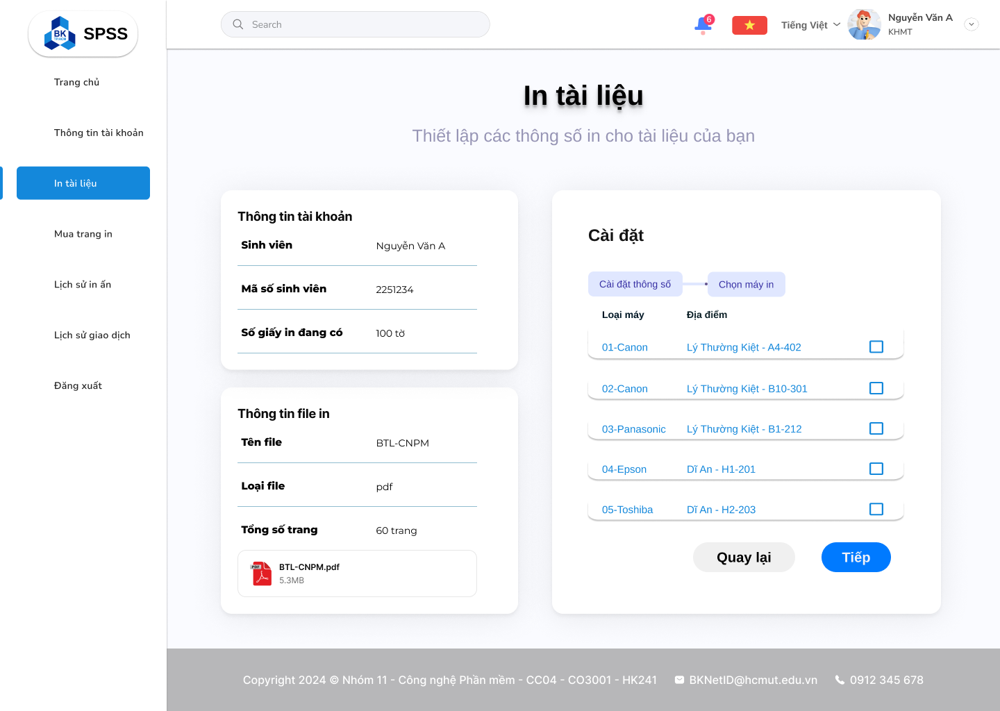 BK
TP.HCM
SPSS
Search
6
Tiếng Việt
Nguyễn Văn A
KHMT
Trang chủ
Thông tin tài khoản
In tài liệu
Mua trang in
Lịch sử in ấn
Lịch sử giao dịch
Đăng xuất
In tài liệu
Thiết lập các thông số in cho tài liệu của bạn
Thông tin tài khoản
Sinh viên Nguyễn Văn A
Mã số sinh viên 2251234
Số giấy in đang có 100 tờ
Thông tin file in
Tên file BTL-CNPM
Loại file pdf
Tổng số trang 60 trang
PDF
BTL-CNPM.pdf
5.3MB
Cài đặt
Cài đặt thông số Chọn máy in
Loại máy Địa điểm
01-Canon Lý Thường Kiệt - A4-402
02-Canon Lý Thường Kiệt - B10-301
03-Panasonic Lý Thường Kiệt - B1-212
04-Epson Dĩ An - H1-201
05-Toshiba Dĩ An - H2-203
Quay lại Tiếp
Copyright 2024 © Nhóm 11 - Công nghệ Phần mềm - CC04 - CO3001 - HK241 BKNetID@hcmut.edu.vn 0912 345 678